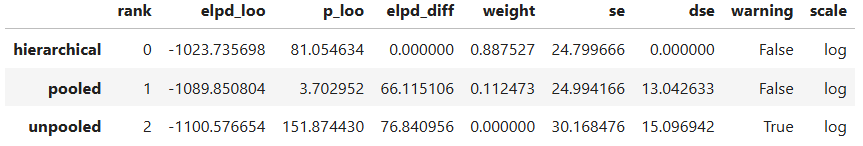 rank elpd_loo p_loo elpd_diff weight se dse warning scale
hierarchical 0 -1023.735698 81.054634 0.000000 0.887527 24.799666 0.000000 False log
pooled 1 -1089.850804 3.702952 66.115106 0.112473 24.994166 13.042633 False log
unpooled 2 -1100.576654 151.874430 76.840956 0.000000 30.168476 15.096942 True log